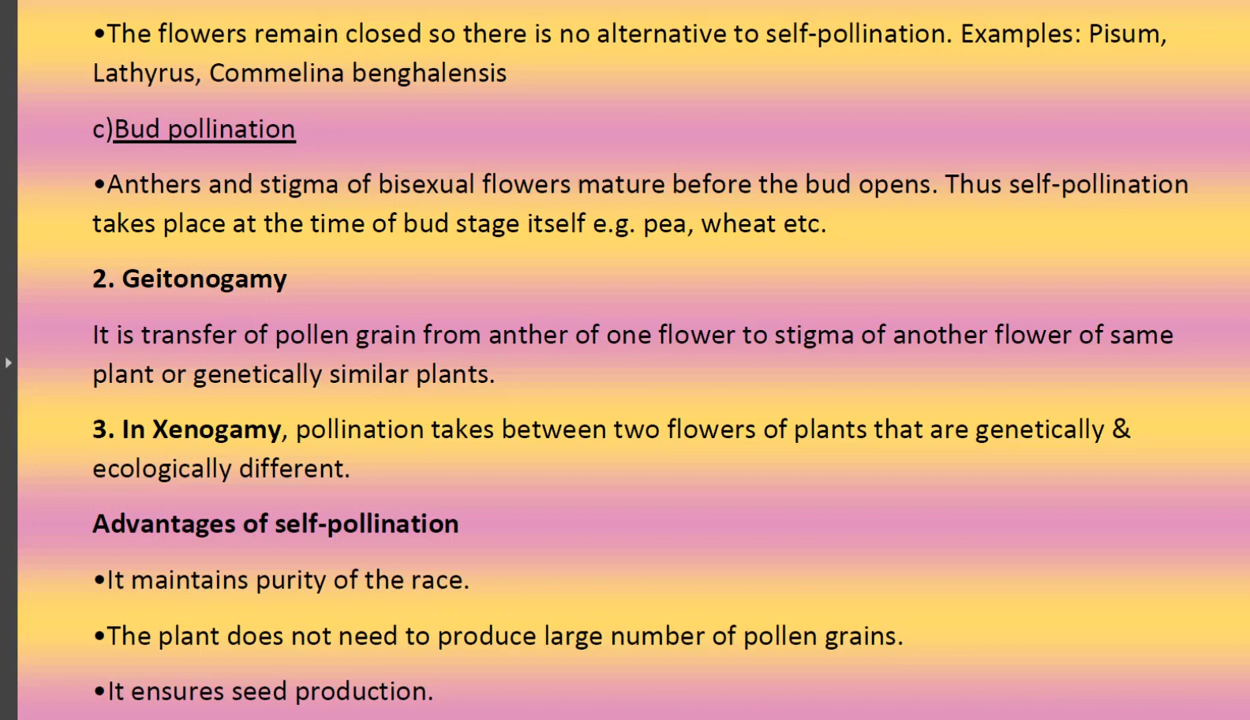 •The flowers remain closed so there is no alternative to self-pollination. Examples: Pisum,
Lathyrus, Commelina benghalensis
c)Bud pollination
•Anthers and stigma of bisexual flowers mature before the bud opens. Thus self-pollination
takes place at the time of bud stage itself e.g. pea, wheat etc.
2. Geitonogamy
It is transfer of pollen grain from anther of one flower to stigma of another flower of same
plant or genetically similar plants.
3. In Xenogamy, pollination takes between two flowers of plants that are genetically &
ecologically different.
Advantages of self-pollination
•It maintains purity of the race.
•The plant does not need to produce large number of pollen grains.
•It ensures seed production.